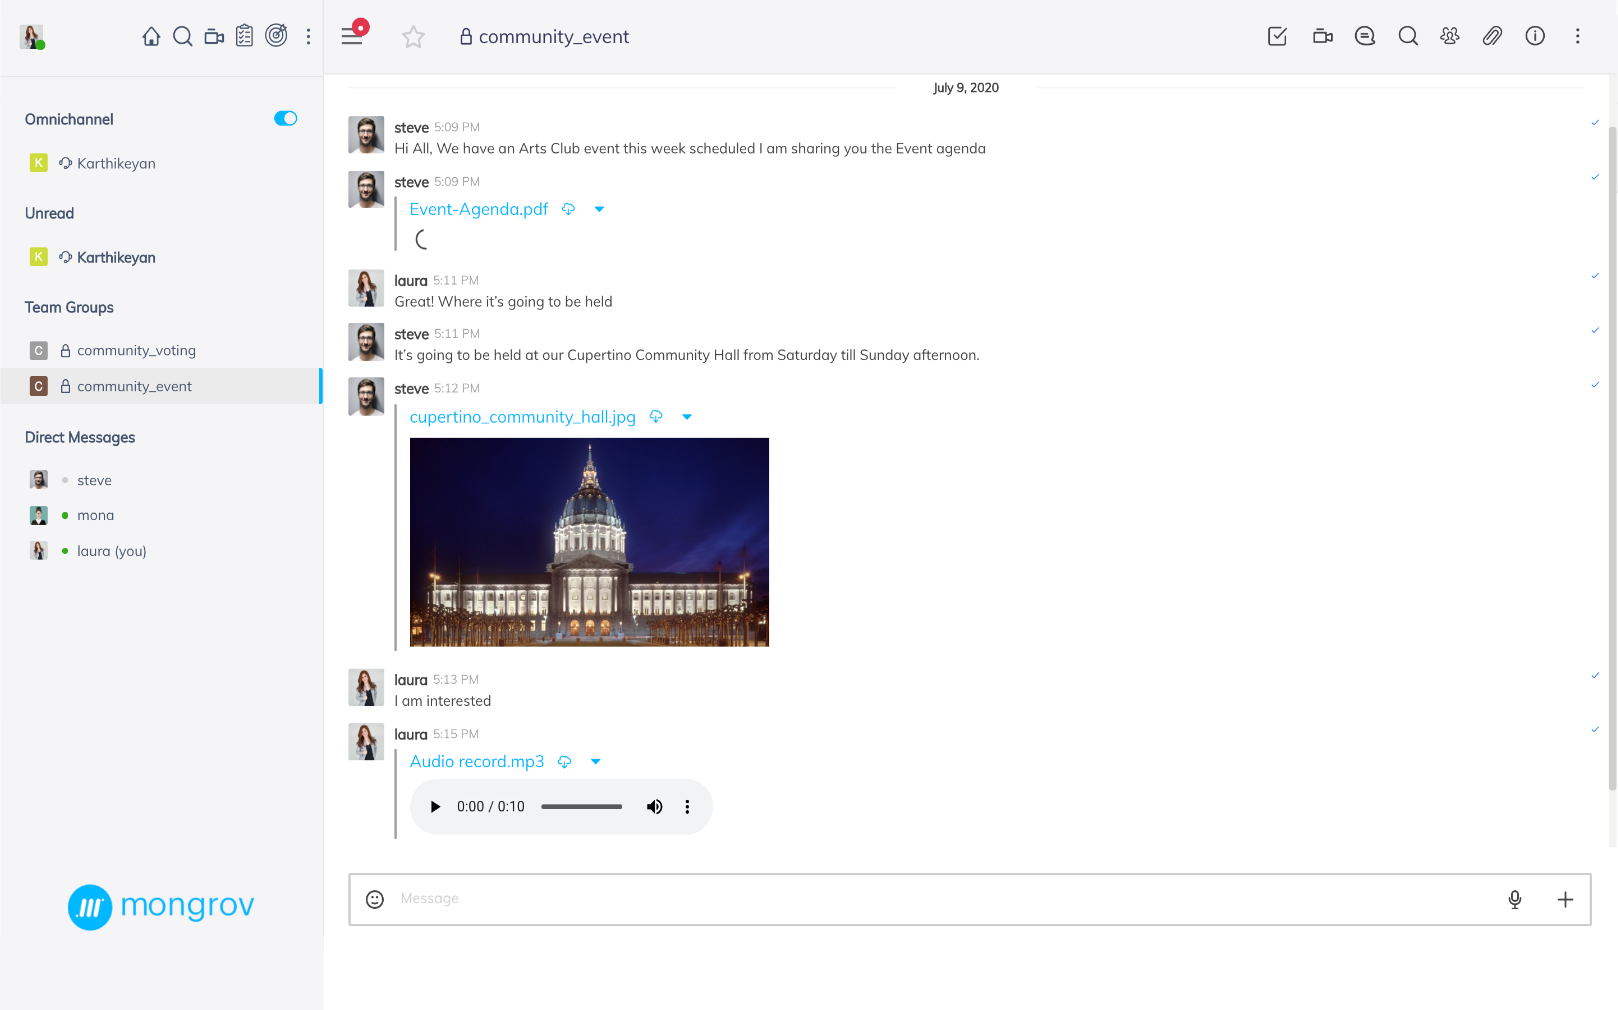 community_event
Omnichannel
K Karthikeyan
Unread
K Karthikeyan
Team Groups
C community_voting
C community_event
Direct Messages
steve
mona
laura (you)
mongrov
July 9, 2020
steve 5:09 PM
Hi All, We have an Arts Club event this week scheduled I am sharing you the Event agenda
steve 5:09 PM
Event-Agenda.pdf
laura 5:11 PM
Great! Where it's going to be held
steve 5:11 PM
It's going to be held at our Cupertino Community Hall from Saturday till Sunday afternoon.
steve 5:12 PM
cupertino_community_hall.jpg
laura 5:13 PM
I am interested
laura 5:15 PM
Audio record.mp3
0:00 / 0:10
Message